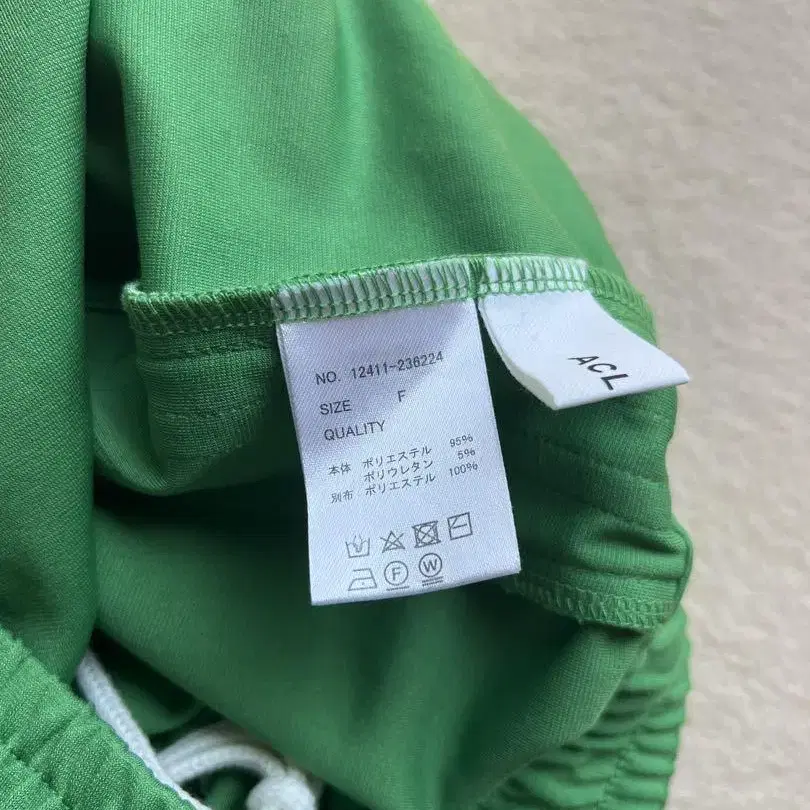 NO. 12411-236224
SIZE F
QUALITY
本体 ポリエステル 95%
ポリウレタン 5%
別布 ポリエステル 100%
F W
ACL